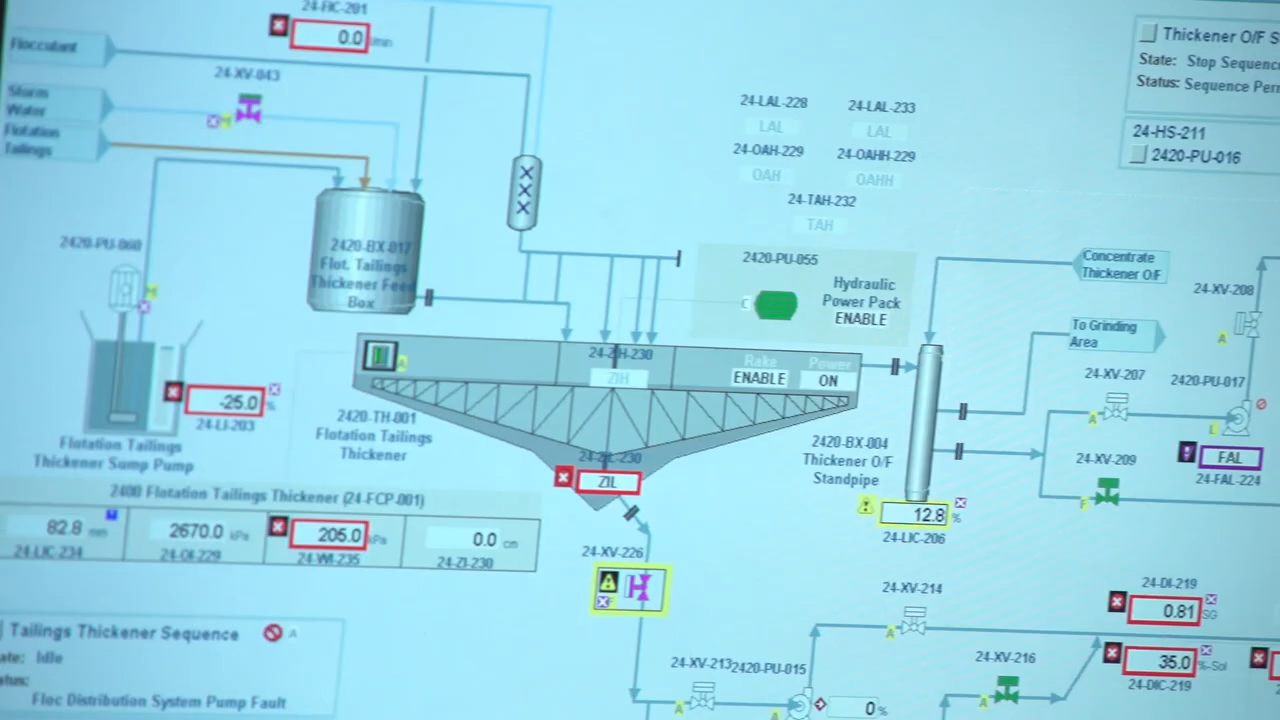 24-FIC-201
0.0
l/min
Flocculant
24-XV-043
Storm
Water
Flotation
Tailings
Thickener O/F S
State: Stop Sequenc
Status: Sequence Perr
24-HS-211
2420-PU-016
24-LAL-228
24-LAL-233
LAL
LAL
24-OAH-229
24-OAHH-229
OAH
OAHH
24-TAH-232
TAH
2420-PU-060
2420-BX-017
Flot. Tailings
Thickener Feed
Box
2420-PU-055
C
Hydraulic
Power Pack
ENABLE
Concentrate
Thickener O/F
24-XV-208
A
To Grinding
Area
24-XV-207
2420-PU-017
A
L
FAL
24-FAL-224
24-XV-209
F
24-ZIH-230
ZIH
Rake
Power
ENABLE
ON
A
-25.0
%
24-LI-203
Flotation Tailings
Thickener Sump Pump
2420-TH-001
Flotation Tailings
Thickener
24-ZIL-230
ZIL
2420-BX-004
Thickener O/F
Standpipe
12.8
%
24-LIC-206
2400 Flotation Tailings Thickener (24-FCP-001)
82.8
mm
2670.0
kPa
205.0
kPa
0.0
cm
24-LIC-234
24-OI-229
24-WI-235
24-ZI-230
24-XV-226
24-XV-214
A
24-DI-219
0.81
SG
35.0
%-Sol
24-DIC-219
24-XV-216
A
24-XV-213
2420-PU-015
A
A
0
%
Tailings Thickener Sequence
A
ate: Idle
atus:
Floc Distribution System Pump Fault